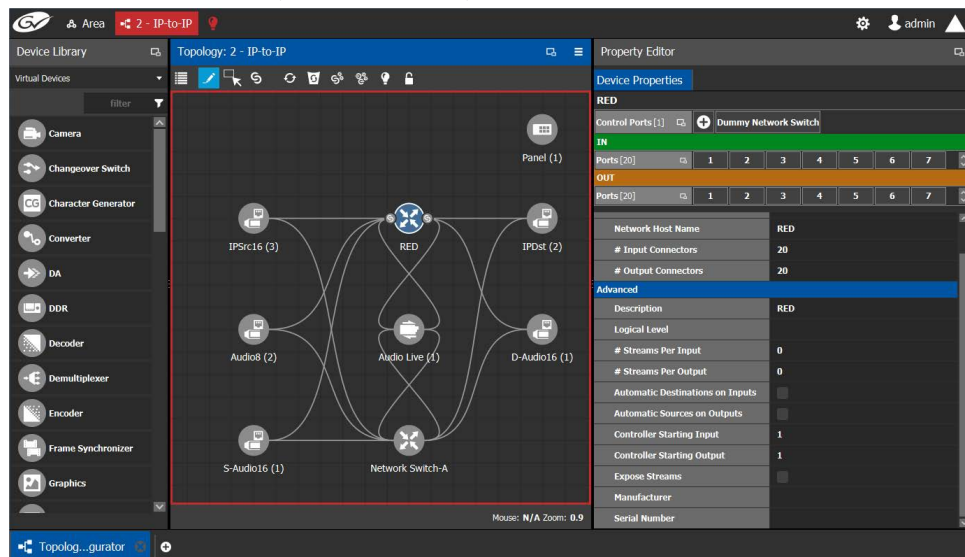 GV Area 2 - IP-to-IP admin
Device Library
Topology: 2 - IP-to-IP
Property Editor
Virtual Devices
filter
Camera
Changeover Switch
CG Character Generator
Converter
DA
DDR
Decoder
Demultiplexer
Encoder
Frame Synchronizer
Graphics
Panel (1)
IPSrc16 (3)
RED
IPDst (2)
Audio8 (2)
Audio Live (1)
D-Audio16 (1)
S-Audio16 (1)
Network Switch-A
Mouse: N/A Zoom: 0.9
Device Properties
RED
Control Ports [1] Dummy Network Switch
IN
Ports [20] 1 2 3 4 5 6 7
OUT
Ports [20] 1 2 3 4 5 6 7
Network Host Name RED
# Input Connectors 20
# Output Connectors 20
Advanced
Description RED
Logical Level
# Streams Per Input 0
# Streams Per Output 0
Automatic Destinations on Inputs
Automatic Sources on Outputs
Controller Starting Input 1
Controller Starting Output 1
Expose Streams
Manufacturer
Serial Number
Topolog...gurator